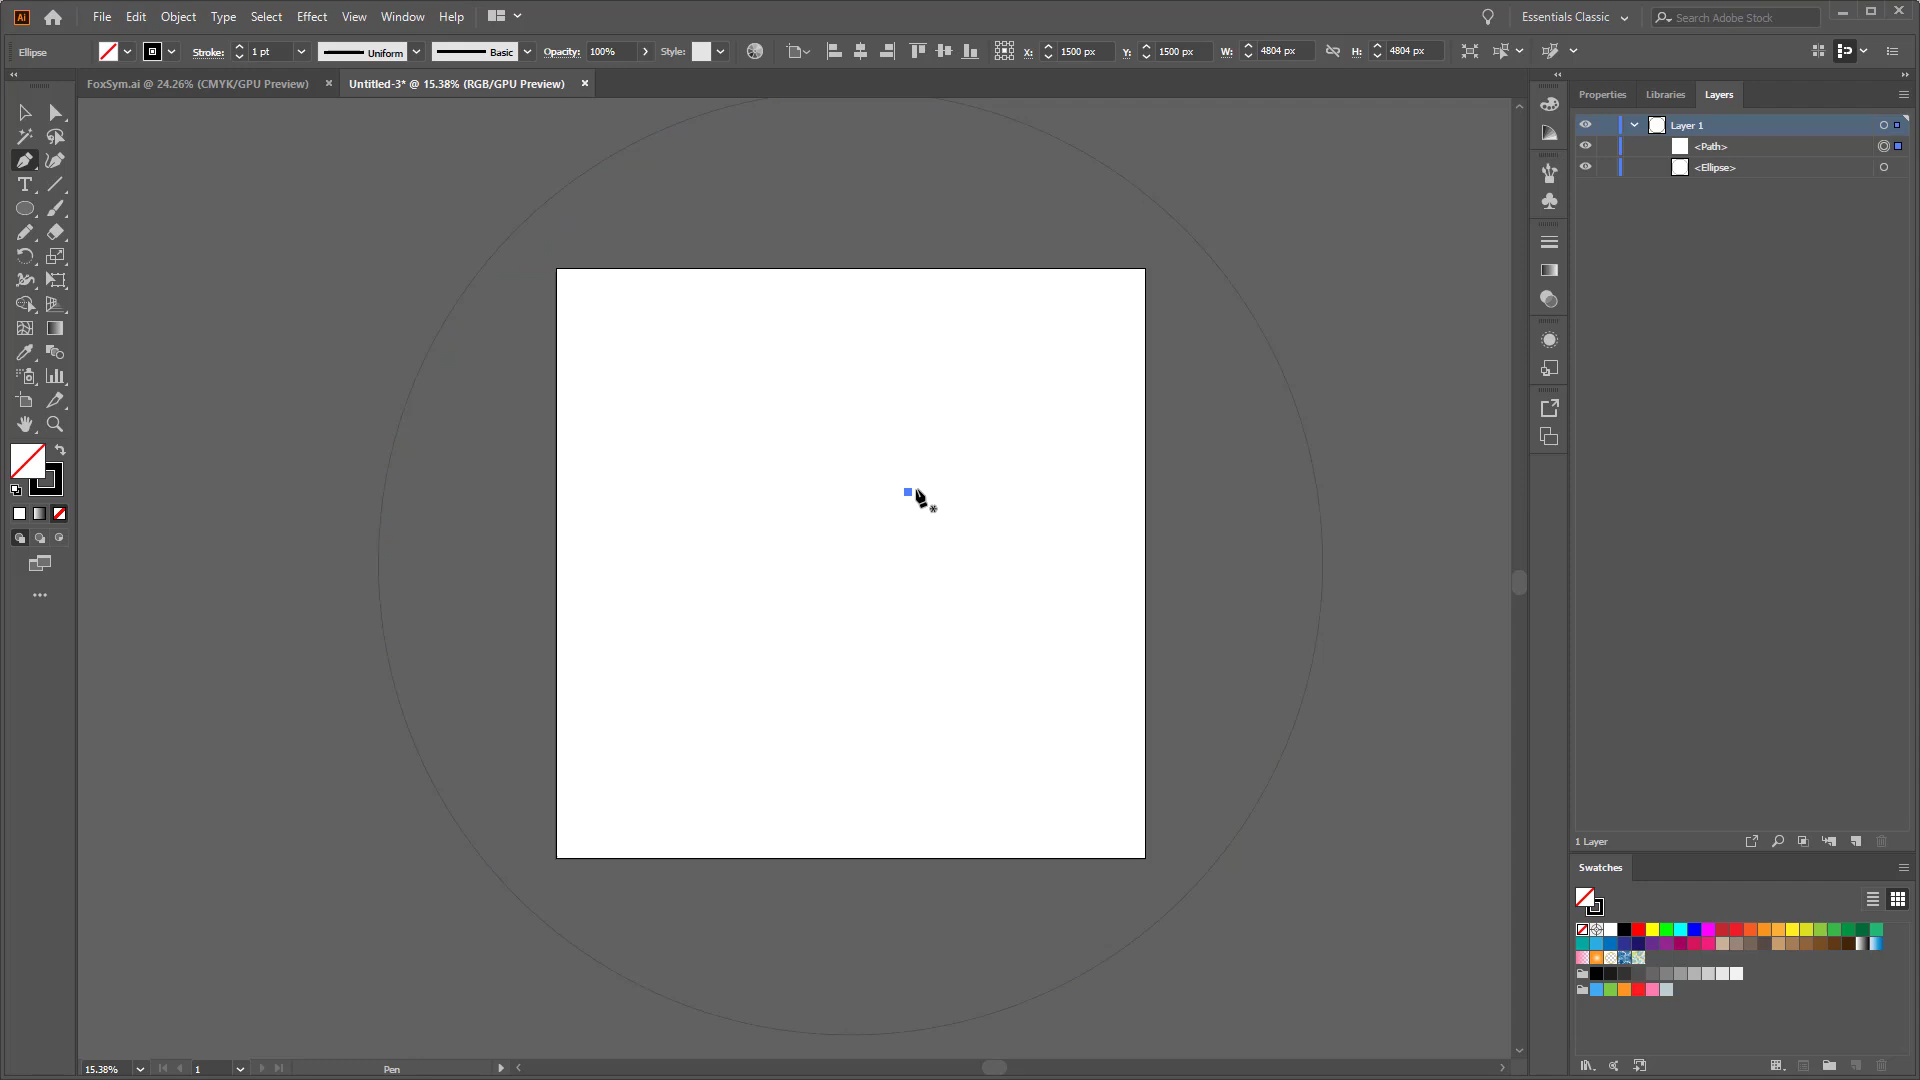 Ai File Edit Object Type Select Effect View Window Help Essentials Classic Search Adobe Stock
Ellipse Stroke: 1 pt Uniform Basic Opacity: 100% Style: X: 1500 px Y: 1500 px W: 4804 px H: 4804 px
FoxSym.ai @ 24.26% (CMYK/GPU Preview) × Untitled-3* @ 15.38% (RGB/GPU Preview) ×
Properties Libraries Layers
Layer 1
<Path>
<Ellipse>
1 Layer
Swatches
15.38% 1 Pen